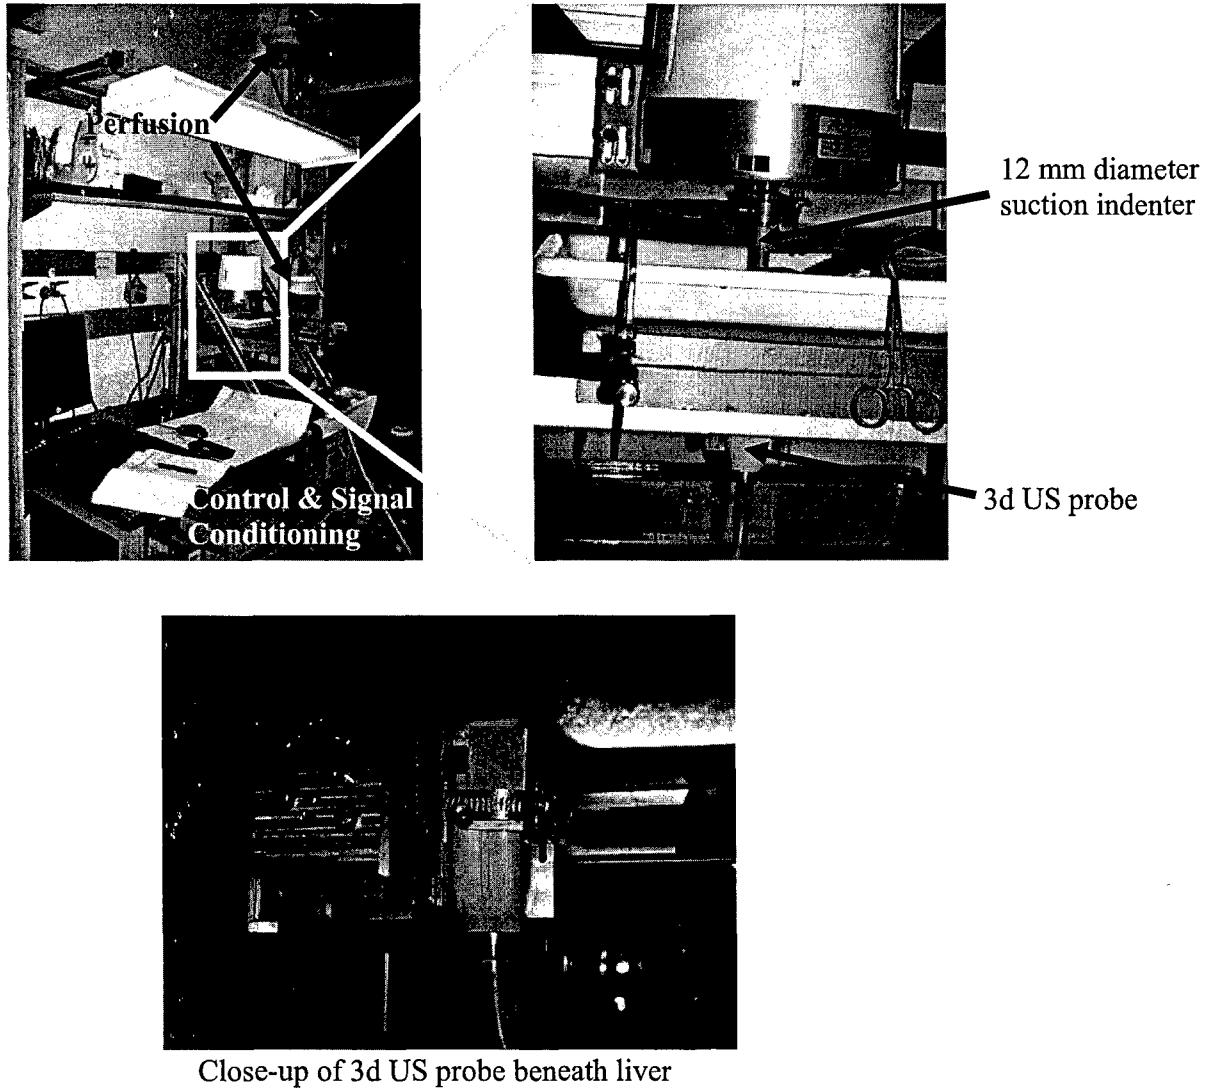 Perfusion
12 mm diameter
suction indenter
Control & Signal
Conditioning
3d US probe
Close-up of 3d US probe beneath liver